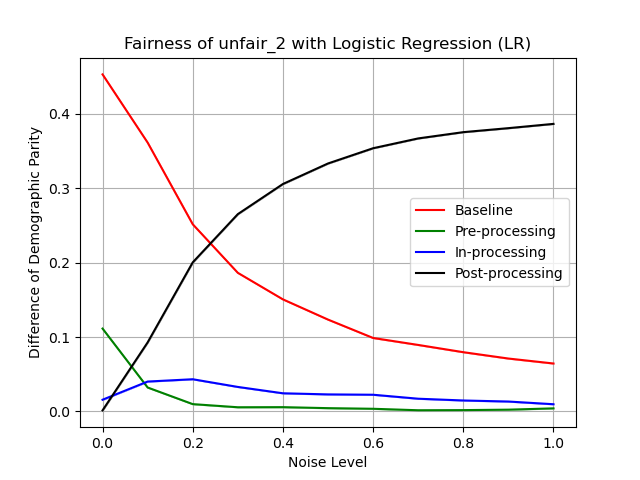 Fairness of unfair_2 with Logistic Regression (LR)
Difference of Demographic Parity
0.4
0.3
0.2
0.1
0.0
Baseline
Pre-processing
In-processing
Post-processing
0.0 0.2 0.4 0.6 0.8 1.0
Noise Level